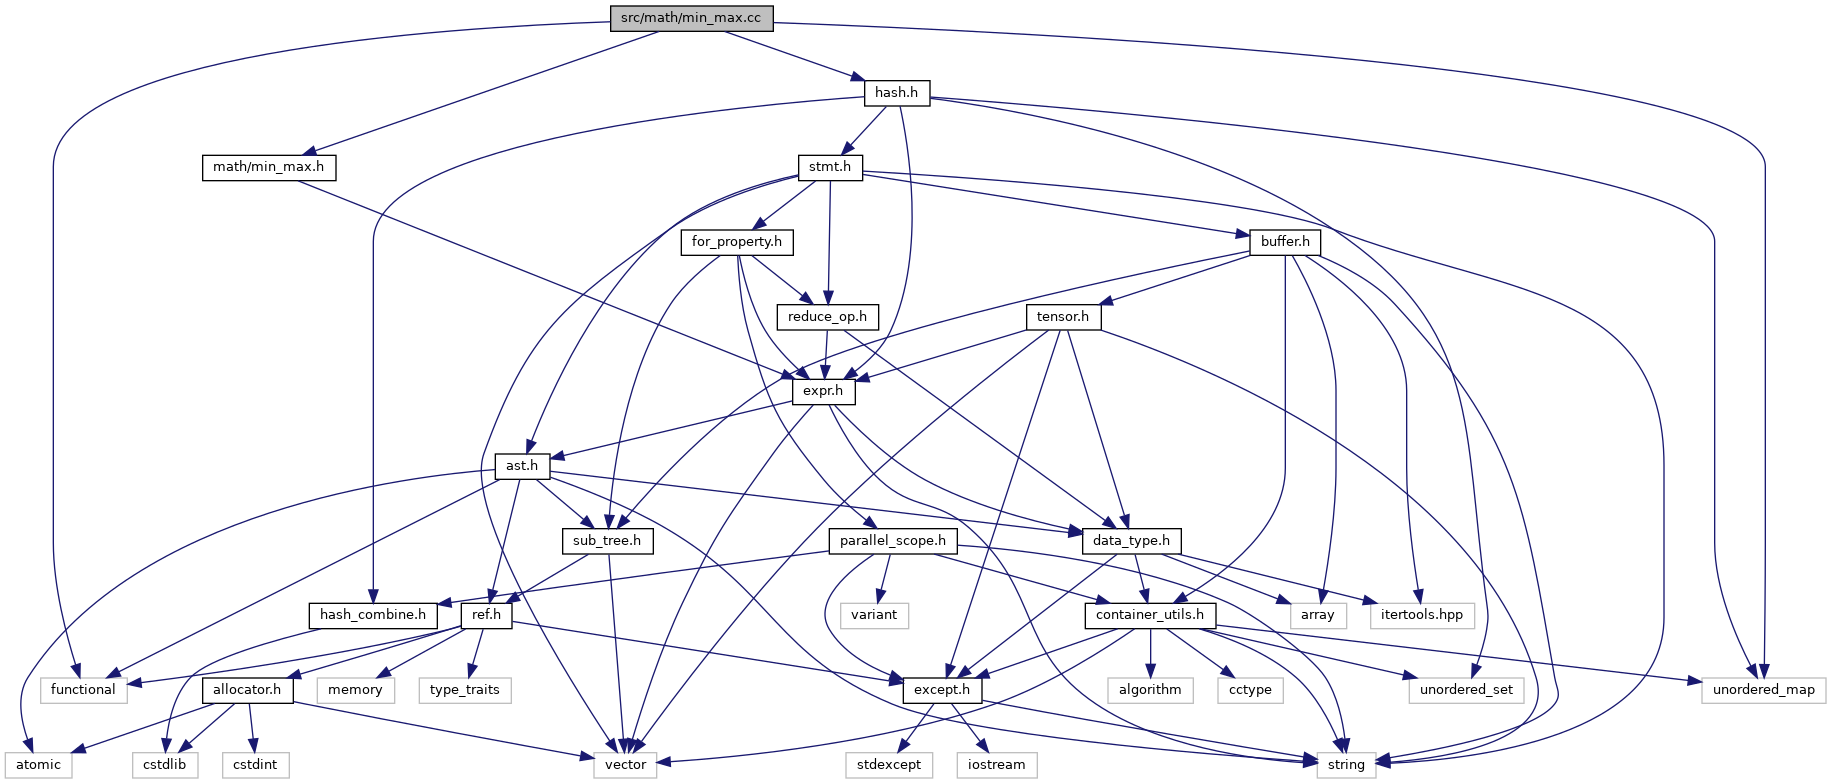 src/math/min_max.cc
hash.h
math/min_max.h
stmt.h
for_property.h
buffer.h
reduce_op.h
tensor.h
expr.h
ast.h
sub_tree.h
parallel_scope.h
data_type.h
hash_combine.h
ref.h
variant
container_utils.h
array
itertools.hpp
functional
allocator.h
memory
type_traits
except.h
algorithm
cctype
unordered_set
unordered_map
atomic
cstdlib
cstdint
vector
stdexcept
iostream
string